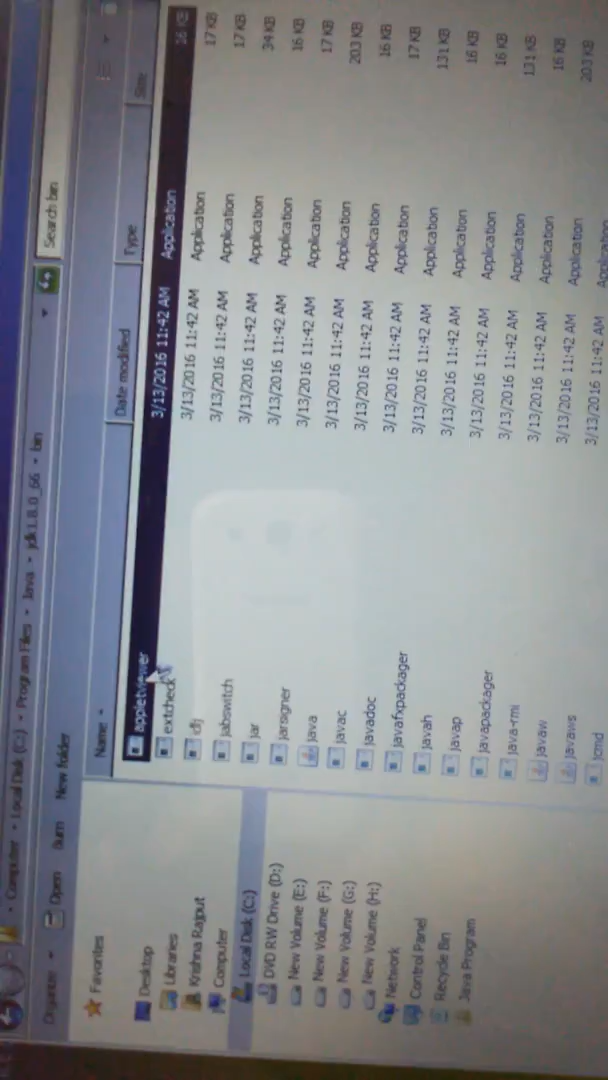 Computer • Local Disk (C:) • Program Files • Java • jdk1.8.0_66 • bin
Search bin
Organize Open Burn New folder
Name Date modified Type Size
appletviewer 3/13/2016 11:42 AM Application 16 KB
extcheck 3/13/2016 11:42 AM Application 17 KB
idlj 3/13/2016 11:42 AM Application 17 KB
jabswitch 3/13/2016 11:42 AM Application 34 KB
jar 3/13/2016 11:42 AM Application 16 KB
jarsigner 3/13/2016 11:42 AM Application 17 KB
java 3/13/2016 11:42 AM Application 203 KB
javac 3/13/2016 11:42 AM Application 16 KB
javadoc 3/13/2016 11:42 AM Application 17 KB
javafxpackager 3/13/2016 11:42 AM Application 131 KB
javah 3/13/2016 11:42 AM Application 16 KB
javap 3/13/2016 11:42 AM Application 16 KB
javapackager 3/13/2016 11:42 AM Application 131 KB
java-rmi 3/13/2016 11:42 AM Application 16 KB
javaw 3/13/2016 11:42 AM Application 203 KB
javaws 3/13/2016 11:42 AM Application
jcmd 3/13/2016 11:42 AM
Favorites
Desktop
Libraries
Krishna Rajput
Computer
Local Disk (C:)
DVD RW Drive (D:)
New Volume (E:)
New Volume (F:)
New Volume (G:)
New Volume (H:)
Network
Control Panel
Recycle Bin
Java Program